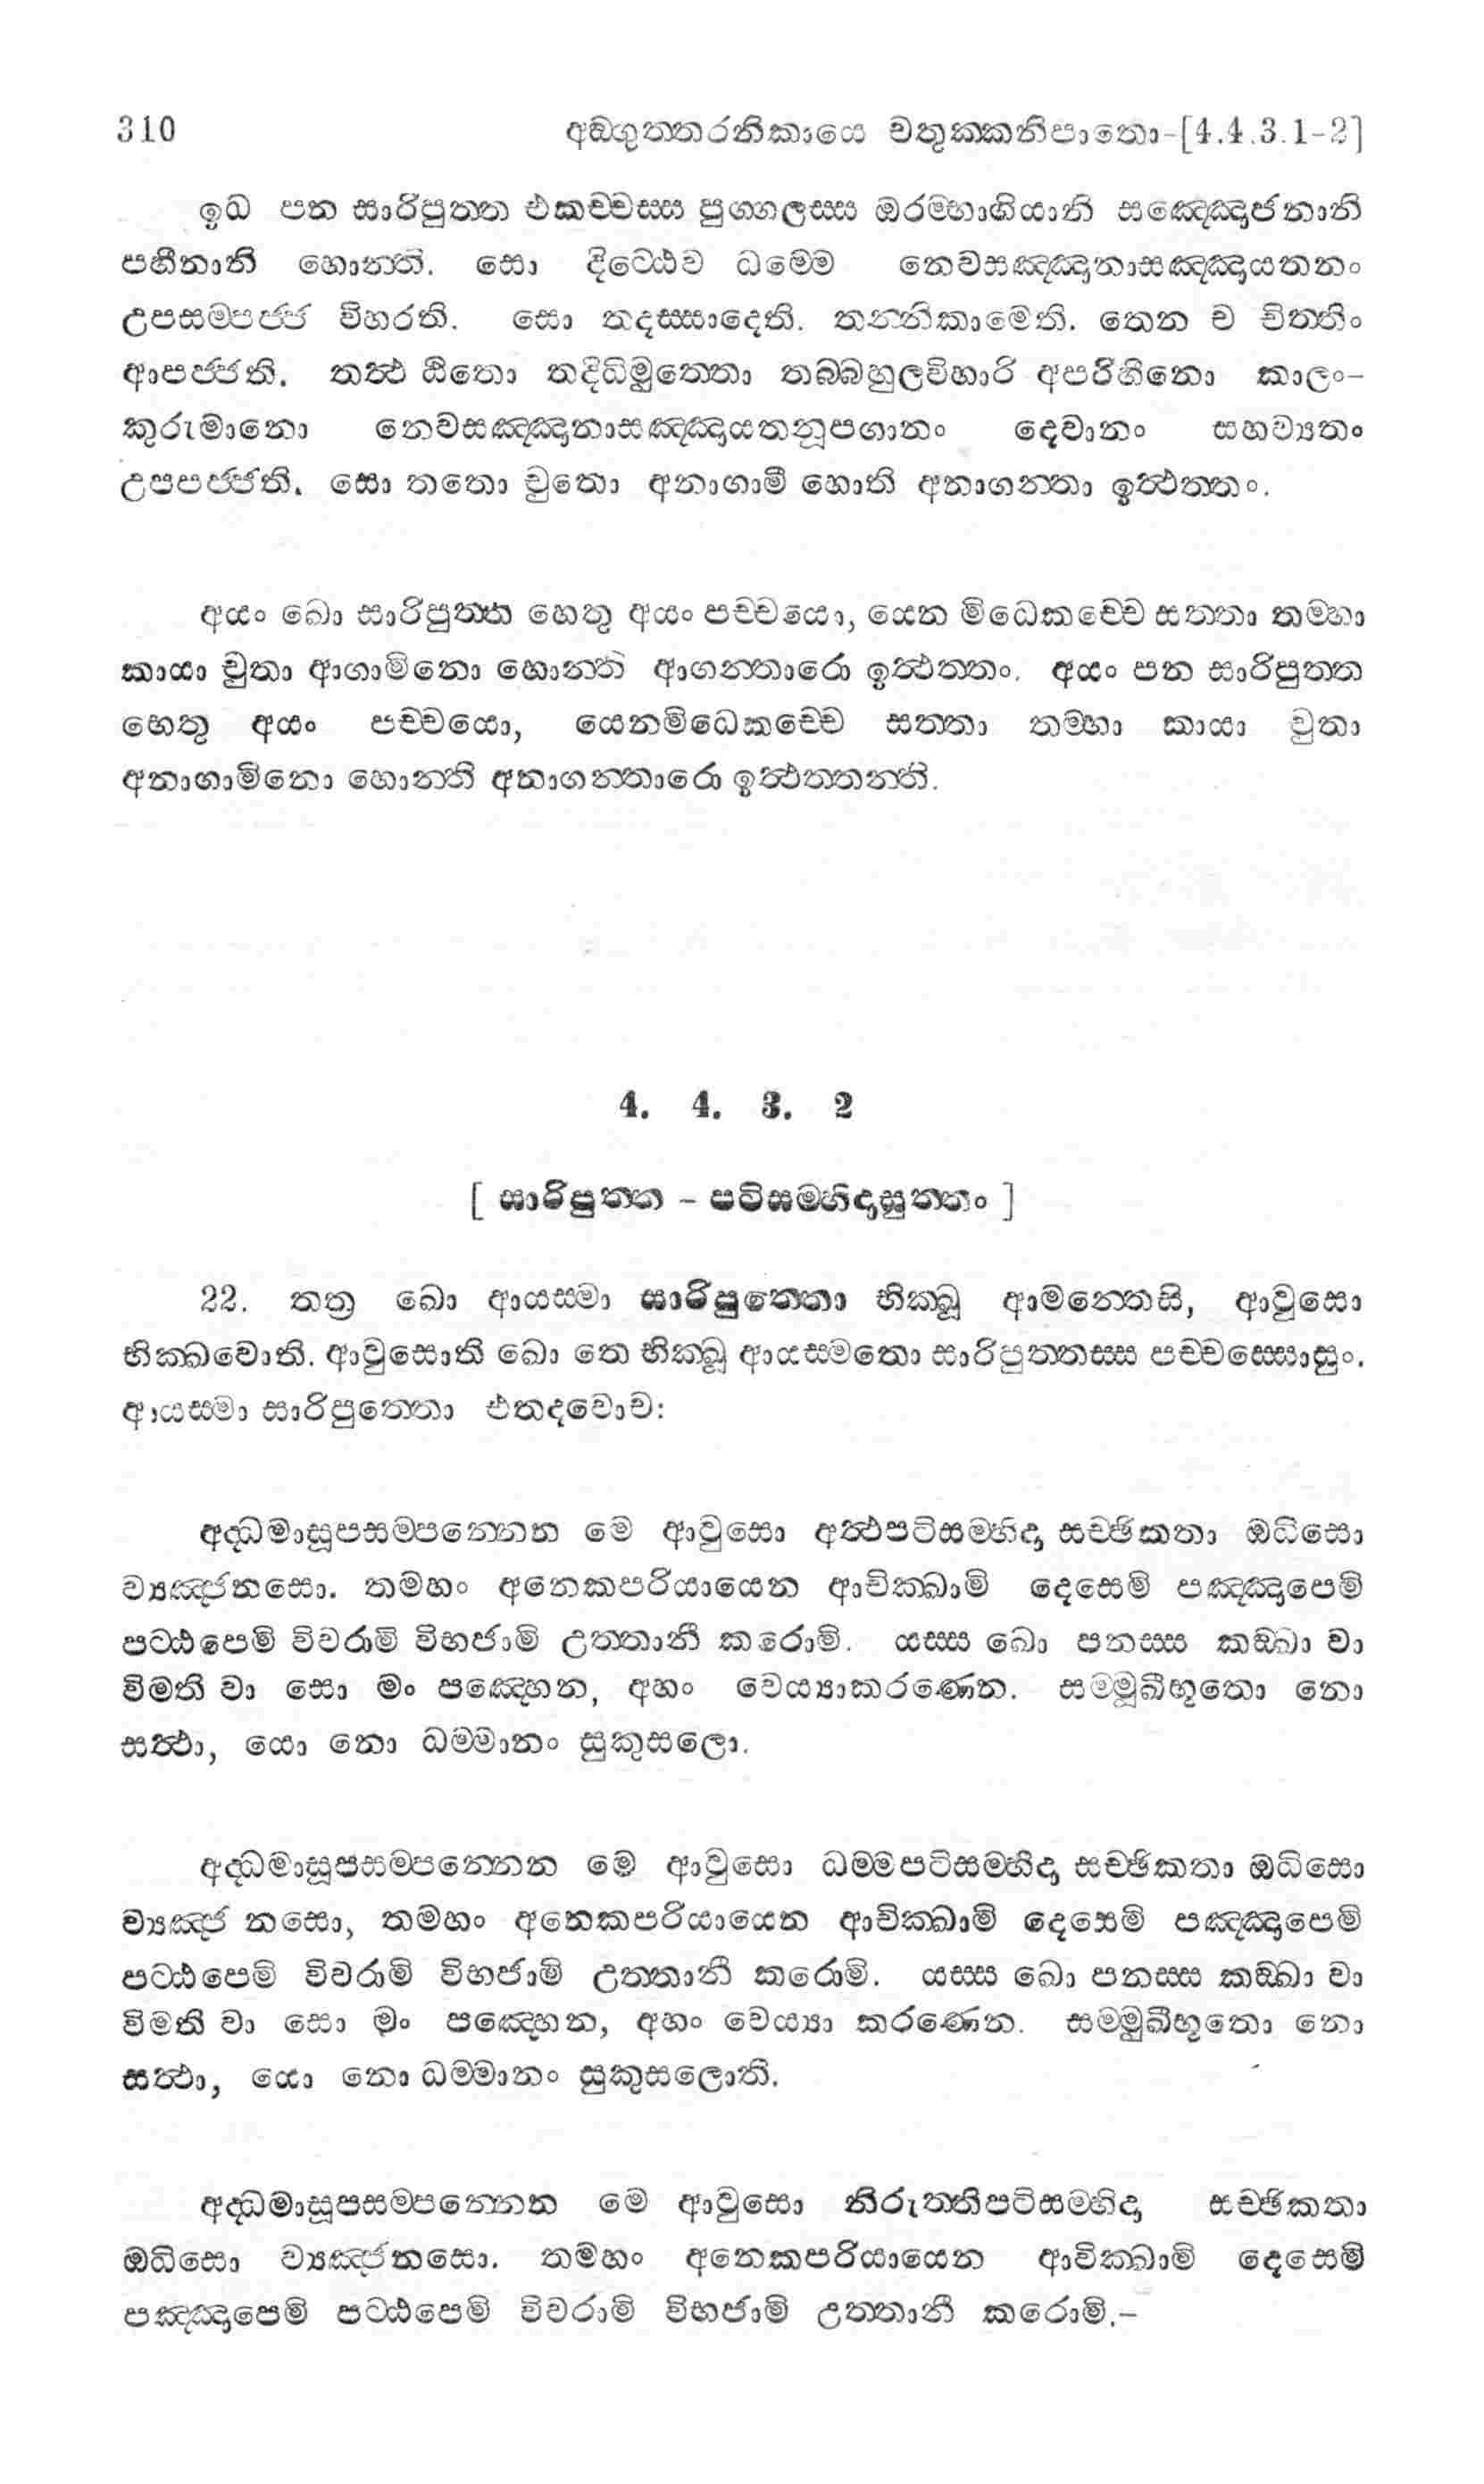 310 අඞ්ගුත්තරනිකායෙ චතුක්කනිපාතො-[4.4.3.1-2]
ඉධ පන සාරිපුත්ත එකච්චස්ස පුග්ගලස්ස ඔරම්භාගියානි සඤ්ඤොජනානි
පහීනානි හොන්ති. සො දිට්ඨෙව ධම්මෙ නෙවසඤ්ඤානාසඤ්ඤායතනං
උපසම්පජ්ජ විහරති. සො තදස්සාදෙති. තන්නිකාමෙති. තෙන ච විත්තිං
ආපජ්ජති. තත්ථ ඨිතො තදධිමුත්තො තබ්බහුලවිහාරි අපරිහීනො කාලං-
කුරුමානො නෙවසඤ්ඤානාසඤ්ඤායතනූපගානං දෙවානං සහව්‍යතං
උපපජ්ජති. සො තතො චුතො අනාගාමී හොති අනාගන්තා ඉත්ථත්තං.
අයං ඛො සාරිපුත්ත හෙතු අයං පච්චයො, යෙන මිධෙකච්චෙ සත්තා තම්හා
කායා චුතා ආගාමිනො හොන්ති ආගන්තාරො ඉත්ථත්තං. අයං පන සාරිපුත්ත
හෙතු අයං පච්චයො, යෙනමිධෙකච්චෙ සත්තා තම්හා කායා චුතා
අනාගාමිනො හොන්ති අනාගන්තාරො ඉත්ථත්තන්ති.
4. 4. 3. 2
[ සාරිපුත්ත - පටිසම්භිදාසුත්තං ]
22. තත්‍ර ඛො ආයස්මා සාරිපුත්තො භික්ඛූ ආමන්තෙසි, ආවුසො
භික්ඛවොති. ආවුසොති ඛො තෙ භික්ඛූ ආයස්මතො සාරිපුත්තස්ස පච්චස්සොසුං.
ආයස්මා සාරිපුත්තො එතදවොච:
අද්ධමාසූපසම්පන්නෙන මෙ ආවුසො අත්ථපටිසම්භිදා සච්ඡිකතා ඔධිසො
ව්‍යඤ්ජනසො. තමහං අනෙකපරියායෙන ආචික්ඛාමි දෙසෙමි පඤ්ඤාපෙමි
පට්ඨපෙමි විවරාමි විභජාමි උත්තානී කරොමි. යස්ස ඛො පනස්ස කඞ්ඛා වා
විමති වා සො මං පඤ්හෙන, අහං වෙය්‍යාකරණෙන. සම්මූඛීභූතො නො
සත්ථා, යො නො ධම්මානං සුකුසලො.
අද්ධමාසූපසම්පන්නෙන මෙ ආවුසො ධම්මපටිසම්භිදා සච්ඡිකතා ඔධිසො
ව්‍යඤ්ජ නසො, තමහං අනෙකපරියායෙන ආචික්ඛාමි දෙසෙමි පඤ්ඤාපෙමි
පට්ඨපෙමි විවරාමි විභජාමි උත්තානී කරොමි. යස්ස ඛො පනස්ස කඞ්ඛා වා
විමති වා සො මං පඤ්හෙන, අහං වෙය්‍යා කරණෙන. සම්මුඛීභූතො නො
සත්ථා, යො නො ධම්මානං සුකුසලොති.
අද්ධමාසූපසම්පන්නෙන මෙ ආවුසො නිරුත්තිපටිසම්භිදා සච්ඡිකතා
ඔධිසො ව්‍යඤ්ජනසො. තමහං අනෙකපරියායෙන ආචික්ඛාමි දෙසෙමි
පඤ්ඤාපෙමි පට්ඨපෙමි විවරාමි විභජාමි උත්තානී කරොමි.-